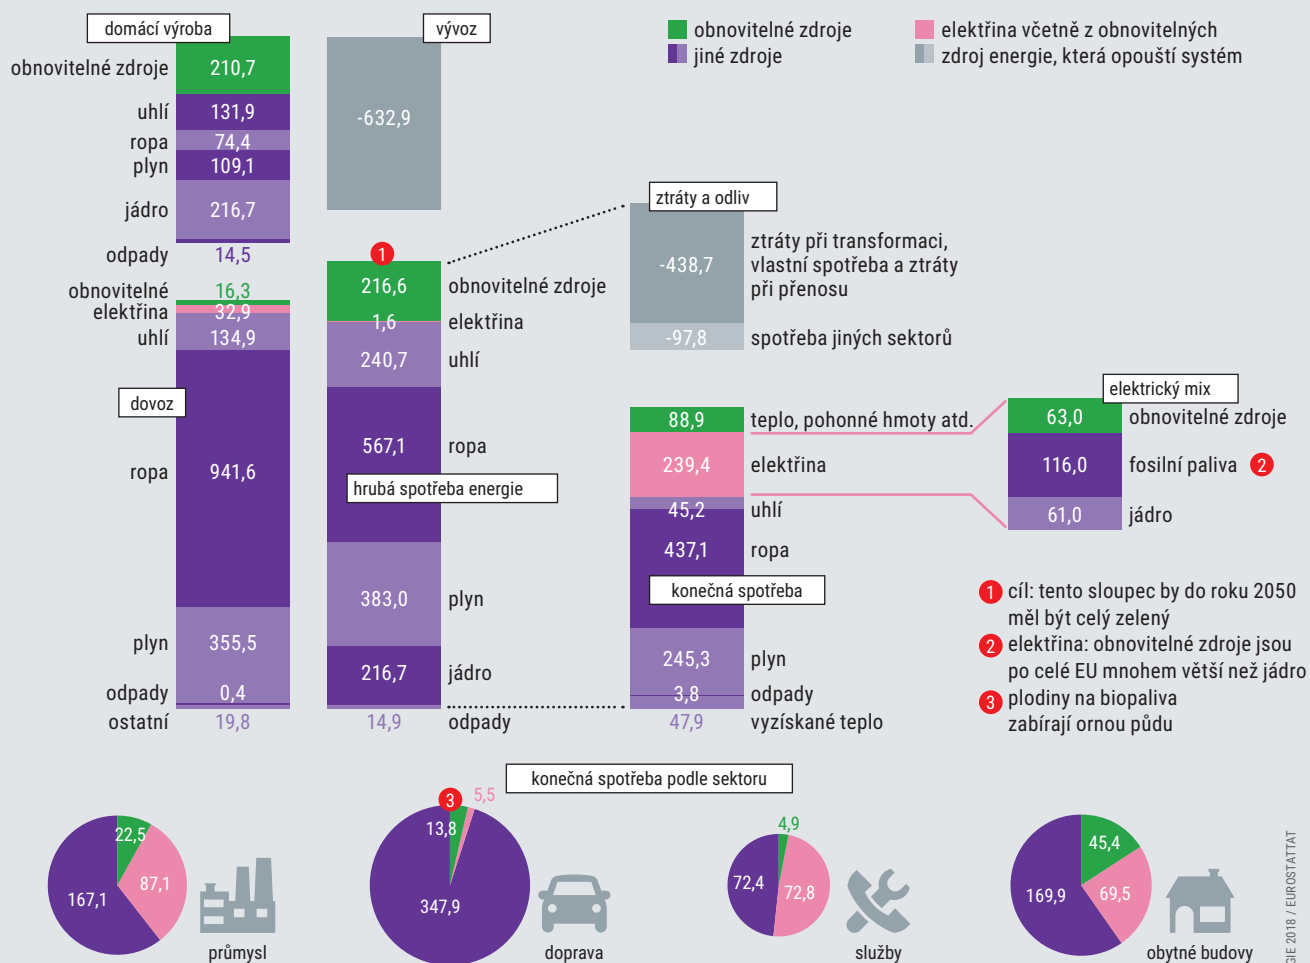 domácí výroba
obnovitelné zdroje 210,7
uhlí 131,9
ropa 74,4
plyn 109,1
jádro 216,7
odpady 14,5
obnovitelné 16,3
elektřina 32,9
uhlí 134,9
dovoz
ropa 941,6
plyn 355,5
odpady 0,4
ostatní 19,8
vývoz
-632,9
1
216,6 obnovitelné zdroje
1,6 elektřina
240,7 uhlí
567,1 ropa
hrubá spotřeba energie
383,0 plyn
216,7 jádro
14,9 odpady
obnovitelné zdroje
jiné zdroje
elektřina včetně z obnovitelných
zdroj energie, která opouští systém
ztráty a odliv
-438,7
ztráty při transformaci,
vlastní spotřeba a ztráty
při přenosu
-97,8 spotřeba jiných sektorů
88,9 teplo, pohonné hmoty atd.
239,4 elektřina
45,2 uhlí
437,1 ropa
konečná spotřeba
245,3 plyn
3,8 odpady
47,9 vyzískané teplo
elektrický mix
63,0 obnovitelné zdroje
116,0 fosilní paliva 2
61,0 jádro
1 cíl: tento sloupec by do roku 2050
měl být celý zelený
2 elektřina: obnovitelné zdroje jsou
po celé EU mnohem větší než jádro
3 plodiny na biopaliva
zabírají ornou půdu
konečná spotřeba podle sektoru
22,5
87,1
167,1
průmysl
3
5,5
13,8
347,9
doprava
4,9
72,4
72,8
služby
45,4
69,5
169,9
obytné budovy
2018 / EUROSTATTAT